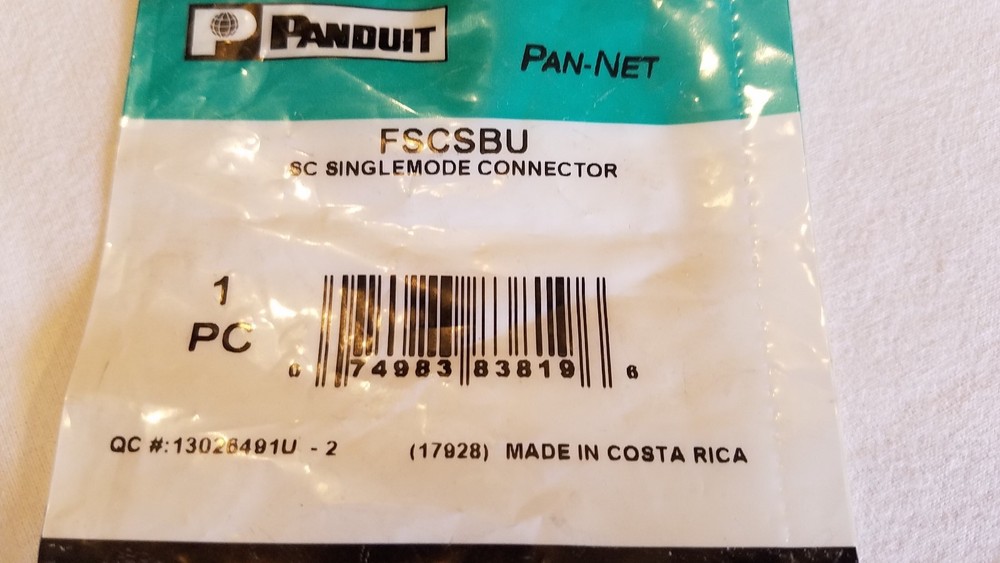 P PANDUIT
PAN-NET
FSCSBU
SC SINGLEMODE CONNECTOR
1
PC
0 74983 83819 6
QC #:13026491U - 2 (17928) MADE IN COSTA RICA